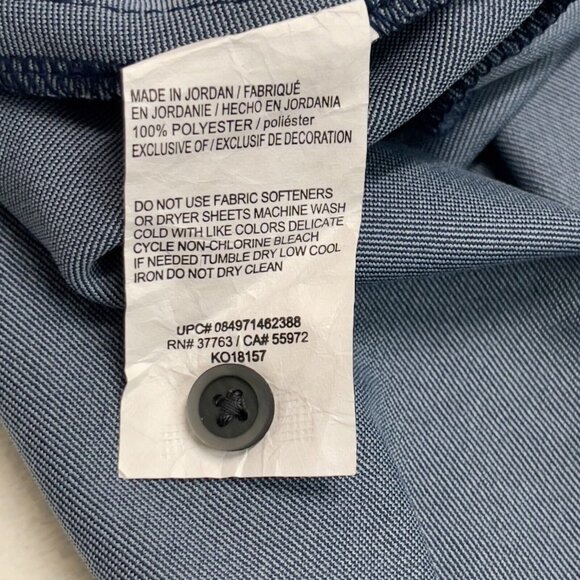 MADE IN JORDAN / FABRIQUÉ
EN JORDANIE / HECHO EN JORDANIA
100% POLYESTER / poliéster
EXCLUSIVE OF / EXCLUSIF DE DECORATION
DO NOT USE FABRIC SOFTENERS
OR DRYER SHEETS MACHINE WASH
COLD WITH LIKE COLORS DELICATE
CYCLE NON-CHLORINE BLEACH
IF NEEDED TUMBLE DRY LOW COOL
IRON DO NOT DRY CLEAN
UPC# 084971462388
RN# 37763 / CA# 55972
KO18157